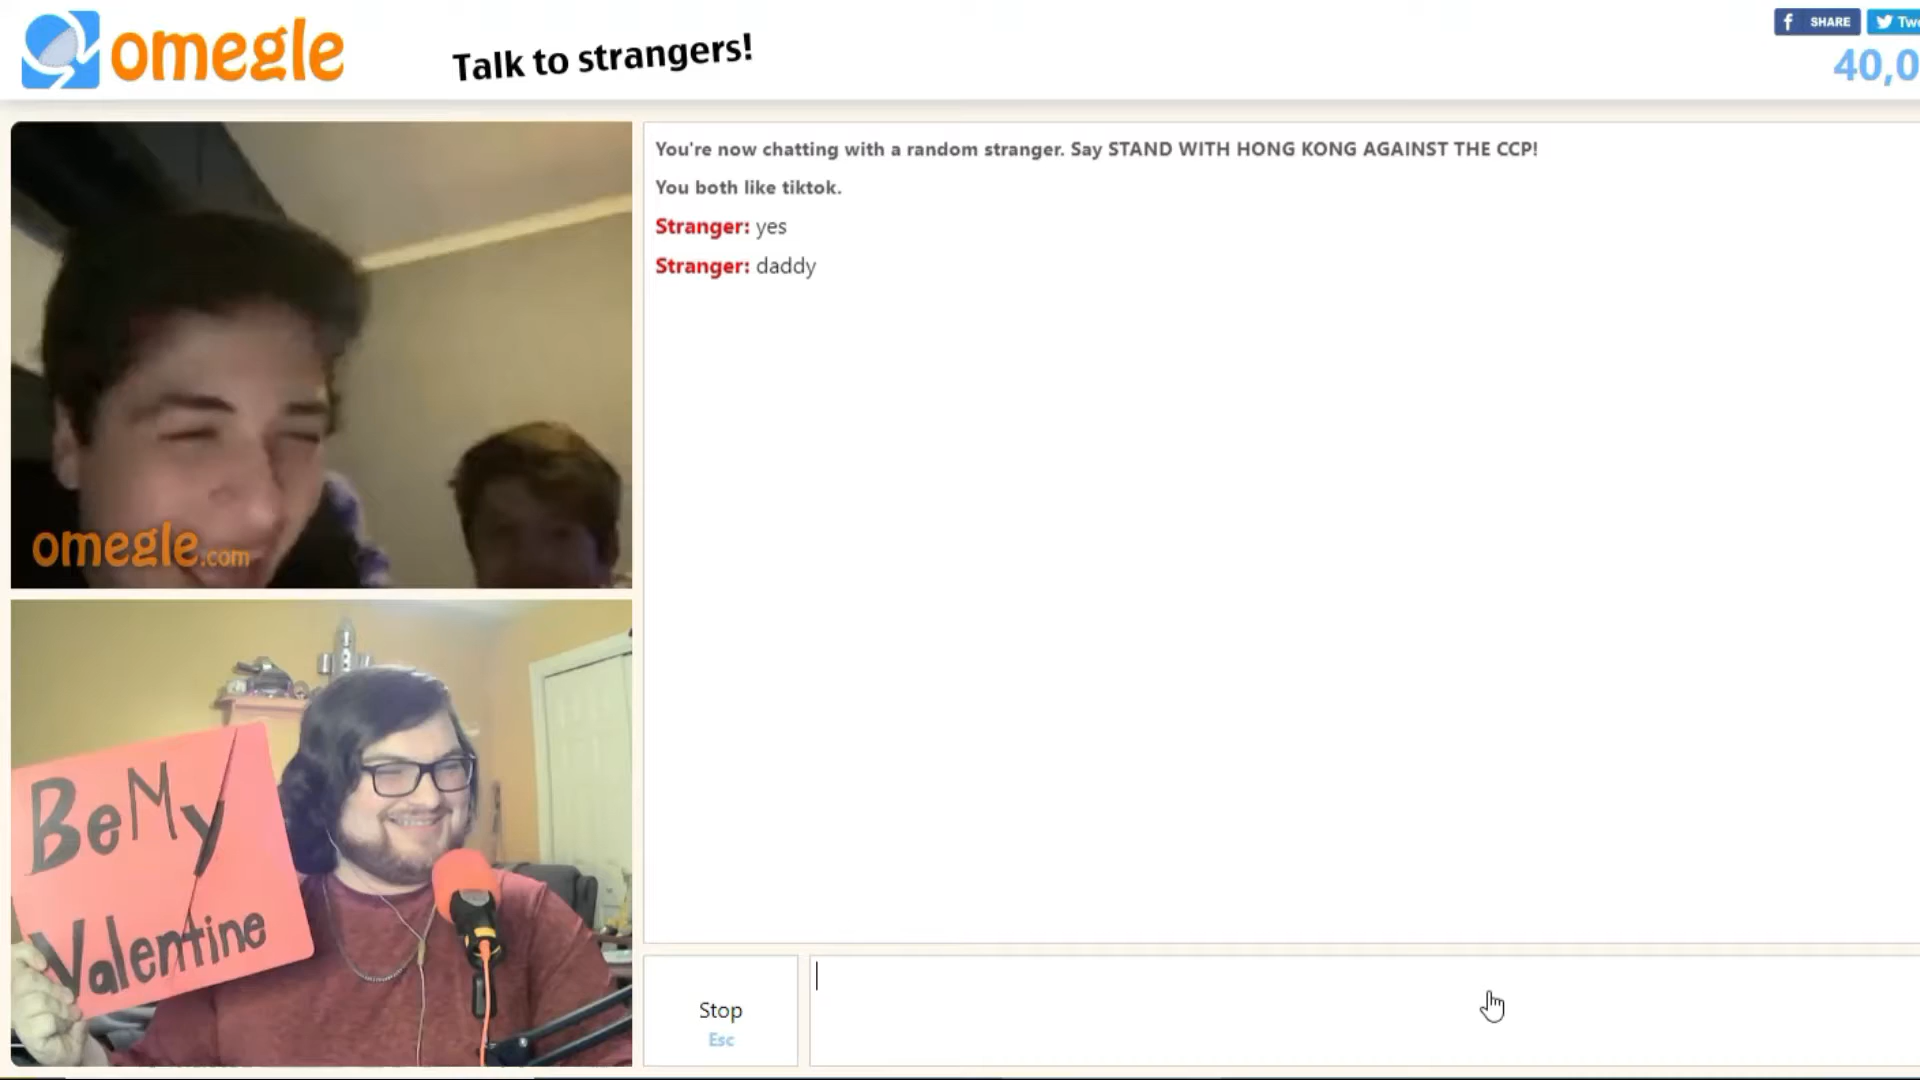 omegle
Talk to strangers!
f SHARE
Twe
40,0
You're now chatting with a random stranger. Say STAND WITH HONG KONG AGAINST THE CCP!
You both like tiktok.
Stranger: yes
Stranger: daddy
omegle.com
Be My
Valentine
Stop
Esc